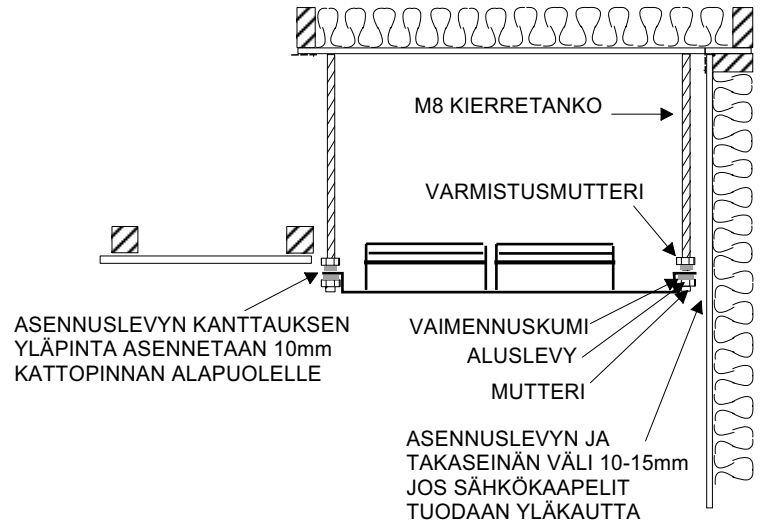 M8 KIERRETANKO
VARMISTUSMUTTERI
ASENNUSLEVYN KANTTAUKSEN
YLÄPINTA ASENNETAAN 10mm
KATTOPINNAN ALAPUOLELLE
VAIMENNUSKUMI
ALUSLEVY
MUTTERI
ASENNUSLEVYN JA
TAKASEINÄN VÄLI 10-15mm
JOS SÄHKÖKAAPELIT
TUODAAN YLÄKAUTTA